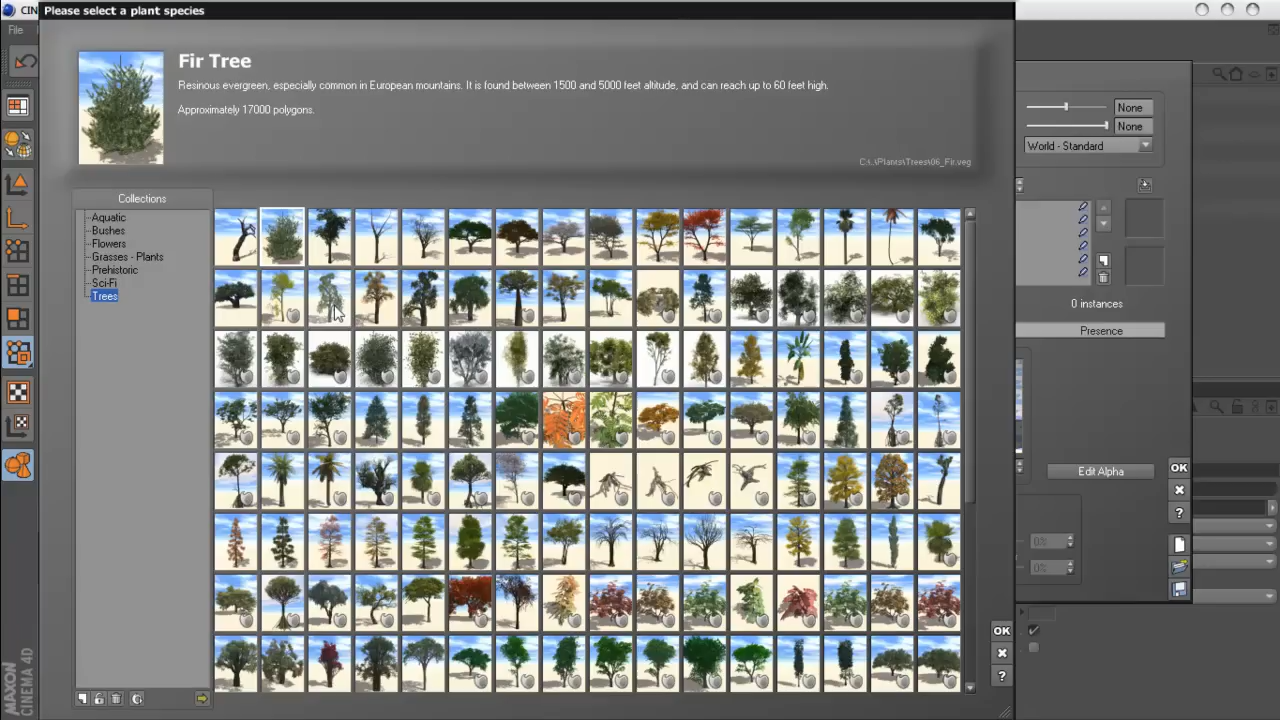 CIN
Please select a plant species
File
Fir Tree
Resinous evergreen, especially common in European mountains. It is found between 1500 and 5000 feet altitude, and can reach up to 60 feet high.
Approximately 17000 polygons.
C:\..\Plants\Trees\06_Fir.veg
None
None
World - Standard
Collections
Aquatic
Bushes
Flowers
Grasses - Plants
Prehistoric
Sci-Fi
Trees
0 instances
Presence
Edit Alpha
OK
?
0%
0%
OK
?
MAXON
CINEMA 4D